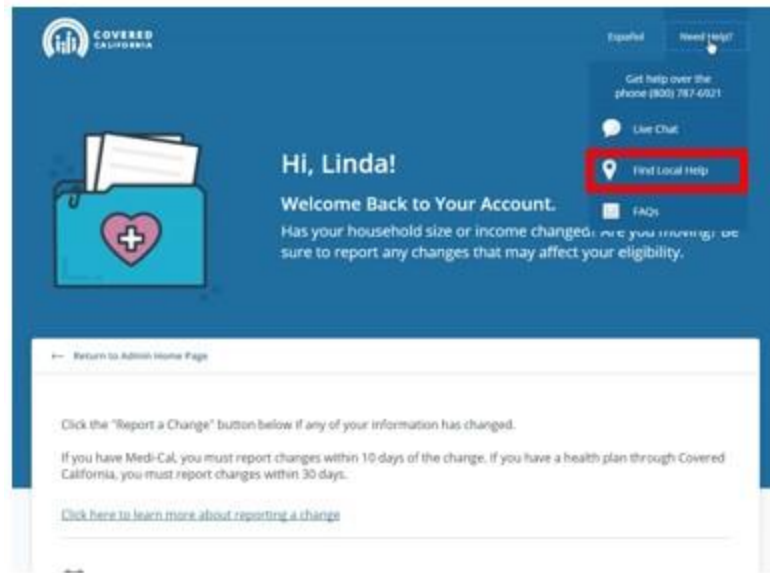 COVERED
CALIFORNIA
Español
Need Help?
Get help over the
phone (800) 787-6921
Live Chat
Find Local Help
FAQs
Hi, Linda!
Welcome Back to Your Account.
Has your household size or income changed? Are you moving? Be
sure to report any changes that may affect your eligibility.
← Return to Admin Home Page
Click the "Report a Change" button below if any of your information has changed.
If you have Medi-Cal, you must report changes within 10 days of the change. If you have a health plan through Covered
California, you must report changes within 30 days.
Click here to learn more about reporting a change